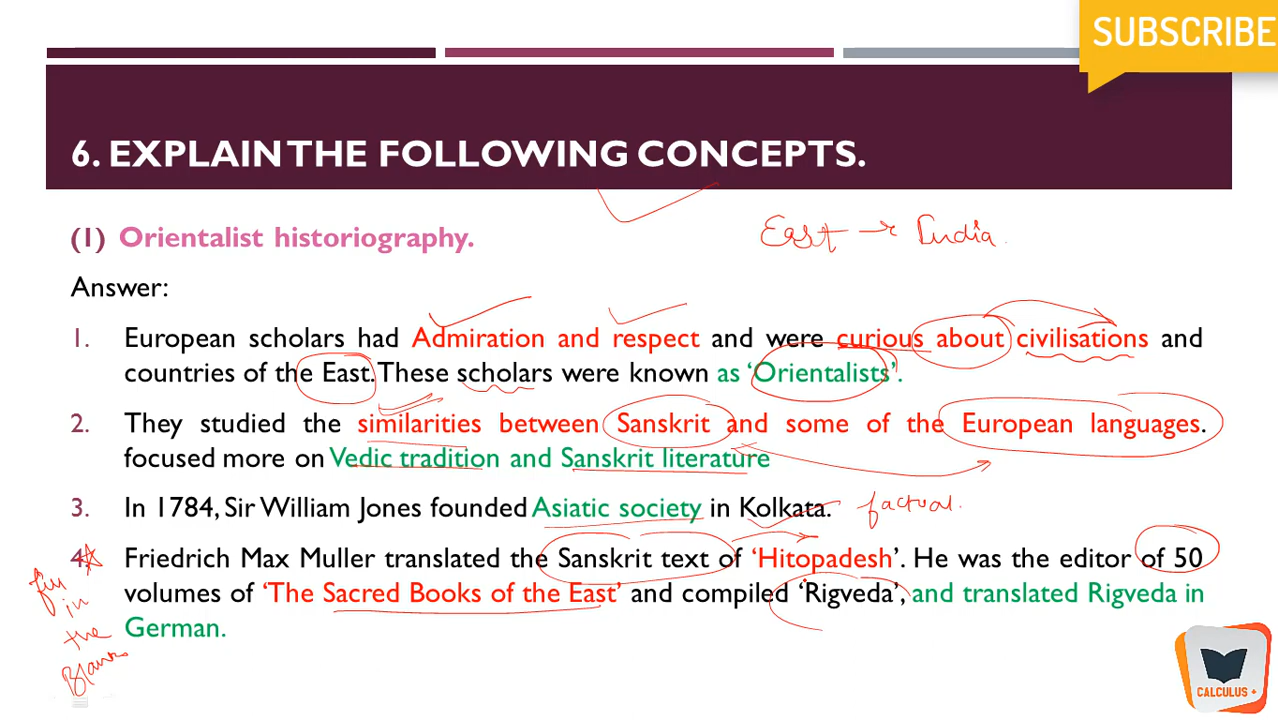 SUBSCRIBE
6. EXPLAIN THE FOLLOWING CONCEPTS.
(1) Orientalist historiography.
East → India
Answer:
1. European scholars had Admiration and respect and were curious about civilisations and
countries of the East. These scholars were known as ‘Orientalists’.
2. They studied the similarities between Sanskrit and some of the European languages.
focused more on Vedic tradition and Sanskrit literature
3. In 1784, Sir William Jones founded Asiatic society in Kolkata. factual.
4. Friedrich Max Muller translated the Sanskrit text of ‘Hitopadesh’. He was the editor of 50
volumes of ‘The Sacred Books of the East’ and compiled ‘Rigveda’, and translated Rigveda in
German.
in
the
CALCULUS +